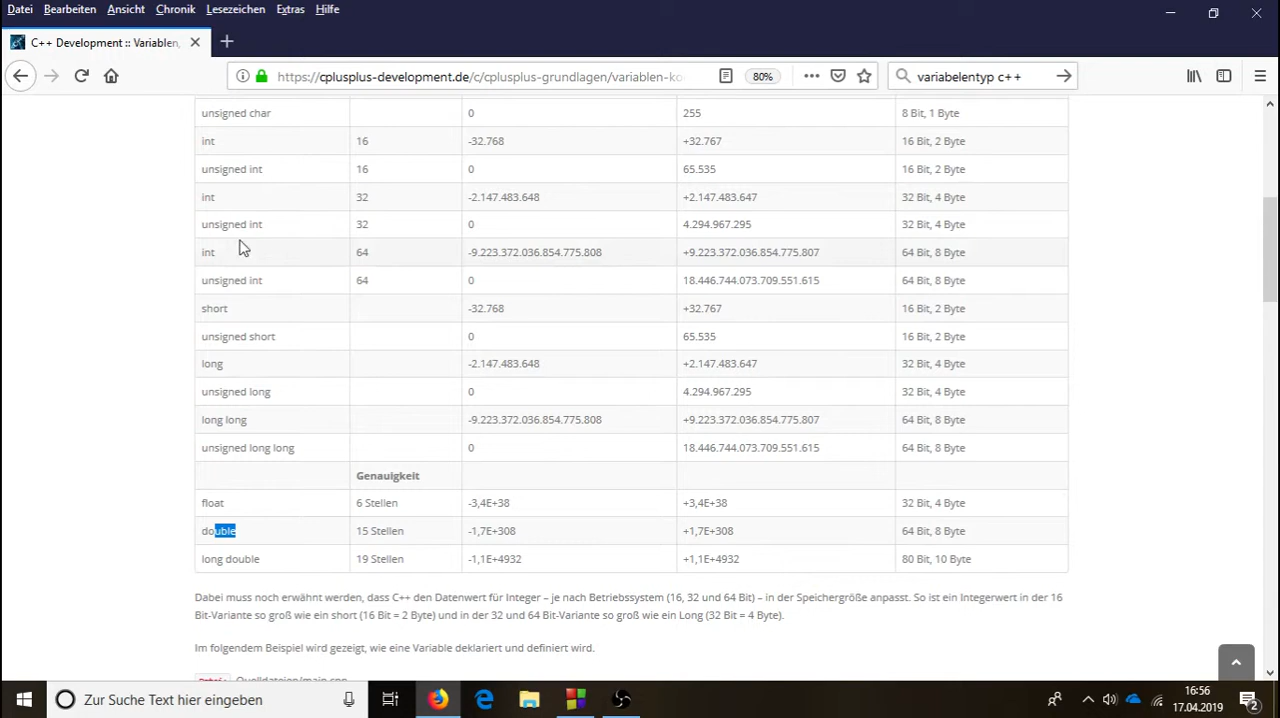 Datei Bearbeiten Ansicht Chronik Lesezeichen Extras Hilfe
C++ Development :: Variablen,
https://cplusplus-development.de/c/cplusplus-grundlagen/variablen-ko 80% variabelentyp c++
unsigned char 0 255 8 Bit, 1 Byte
int 16 -32.768 +32.767 16 Bit, 2 Byte
unsigned int 16 0 65.535 16 Bit, 2 Byte
int 32 -2.147.483.648 +2.147.483.647 32 Bit, 4 Byte
unsigned int 32 0 4.294.967.295 32 Bit, 4 Byte
int 64 -9.223.372.036.854.775.808 +9.223.372.036.854.775.807 64 Bit, 8 Byte
unsigned int 64 0 18.446.744.073.709.551.615 64 Bit, 8 Byte
short -32.768 +32.767 16 Bit, 2 Byte
unsigned short 0 65.535 16 Bit, 2 Byte
long -2.147.483.648 +2.147.483.647 32 Bit, 4 Byte
unsigned long 0 4.294.967.295 32 Bit, 4 Byte
long long -9.223.372.036.854.775.808 +9.223.372.036.854.775.807 64 Bit, 8 Byte
unsigned long long 0 18.446.744.073.709.551.615 64 Bit, 8 Byte
Genauigkeit
float 6 Stellen -3,4E+38 +3,4E+38 32 Bit, 4 Byte
double 15 Stellen -1,7E+308 +1,7E+308 64 Bit, 8 Byte
long double 19 Stellen -1,1E+4932 +1,1E+4932 80 Bit, 10 Byte
Dabei muss noch erwähnt werden, dass C++ den Datenwert für Integer – je nach Betriebssystem (16, 32 und 64 Bit) – in der Speichergröße anpasst. So ist ein Integerwert in der 16
Bit-Variante so groß wie ein short (16 Bit = 2 Byte) und in der 32 und 64 Bit-Variante so groß wie ein Long (32 Bit = 4 Byte).
Im folgendem Beispiel wird gezeigt, wie eine Variable deklariert und definiert wird.
Quelldateien/main.cpp
Zur Suche Text hier eingeben 16:56
17.04.2019 2